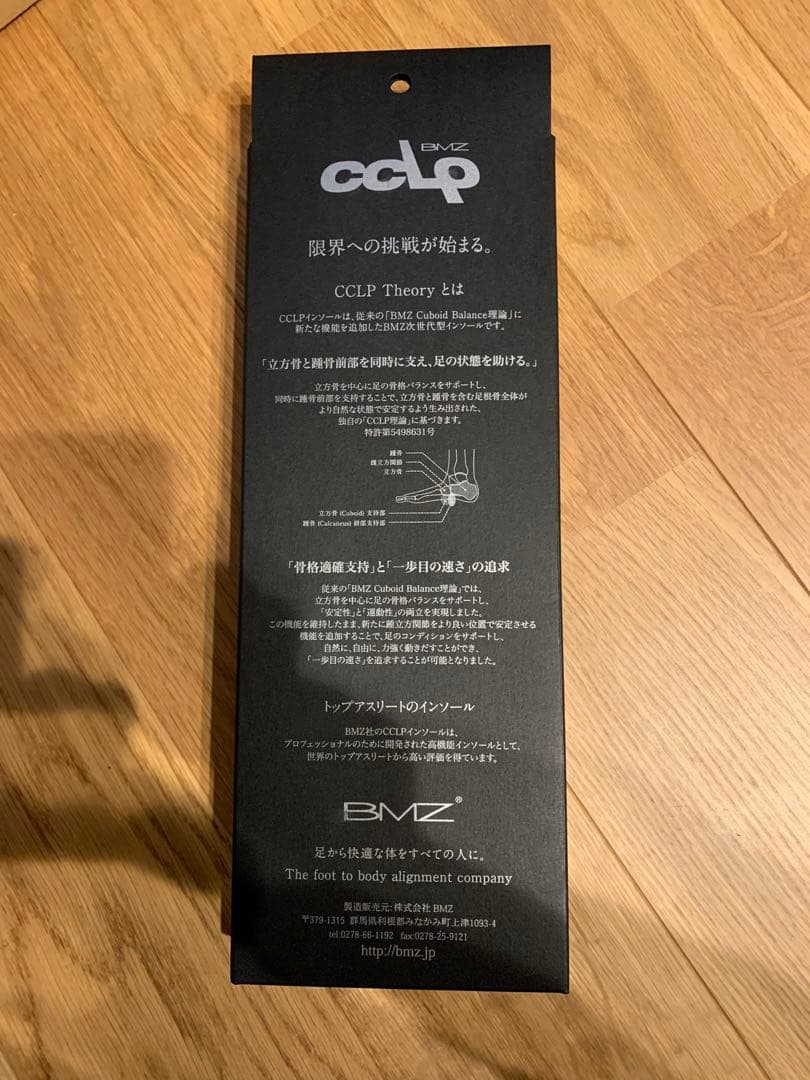 BMZ
CCLP
限界への挑戦が始まる。
CCLP Theory とは
CCLPインソールは、従来の「BMZ Cuboid Balance理論」に
新たな機能を追加したBMZ次世代型インソールです。
「立方骨と踵骨前部を同時に支え、足の状態を助ける。」
立方骨を中心に足の骨格バランスをサポートし、
同時に踵骨前部を支持することで、立方骨と踵骨を含む足根骨全体が
より自然な状態で安定するよう生み出された、
独自の「CCLP理論」に基づきます。
特許第5498631号
踵骨
踵立方関節
立方骨
立方骨 (Cuboid) 支持部
踵骨 (Calcaneus) 前部支持部
「骨格適確支持」と「一歩目の速さ」の追求
従来の「BMZ Cuboid Balance理論」では、
立方骨を中心に足の骨格バランスをサポートし、
「安定性」と「運動性」の両立を実現しました。
この機能を維持したまま、新たに踵立方関節をより良い位置で安定させる
機能を追加することで、足のコンディションをサポートし、
自然に、自由に、力強く動きだすことができ、
「一歩目の速さ」を追求することが可能となりました。
トップアスリートのインソール
BMZ社のCCLPインソールは、
プロフェッショナルのために開発された高機能インソールとして、
世界のトップアスリートから高い評価を得ています。
BMZ®
足から快適な体をすべての人に。
The foot to body alignment company
製造販売元:株式会社 BMZ
〒379-1315 群馬県利根郡みなかみ町上津1093-4
tel:0278-66-1192 fax:0278-25-9121
http://bmz.jp